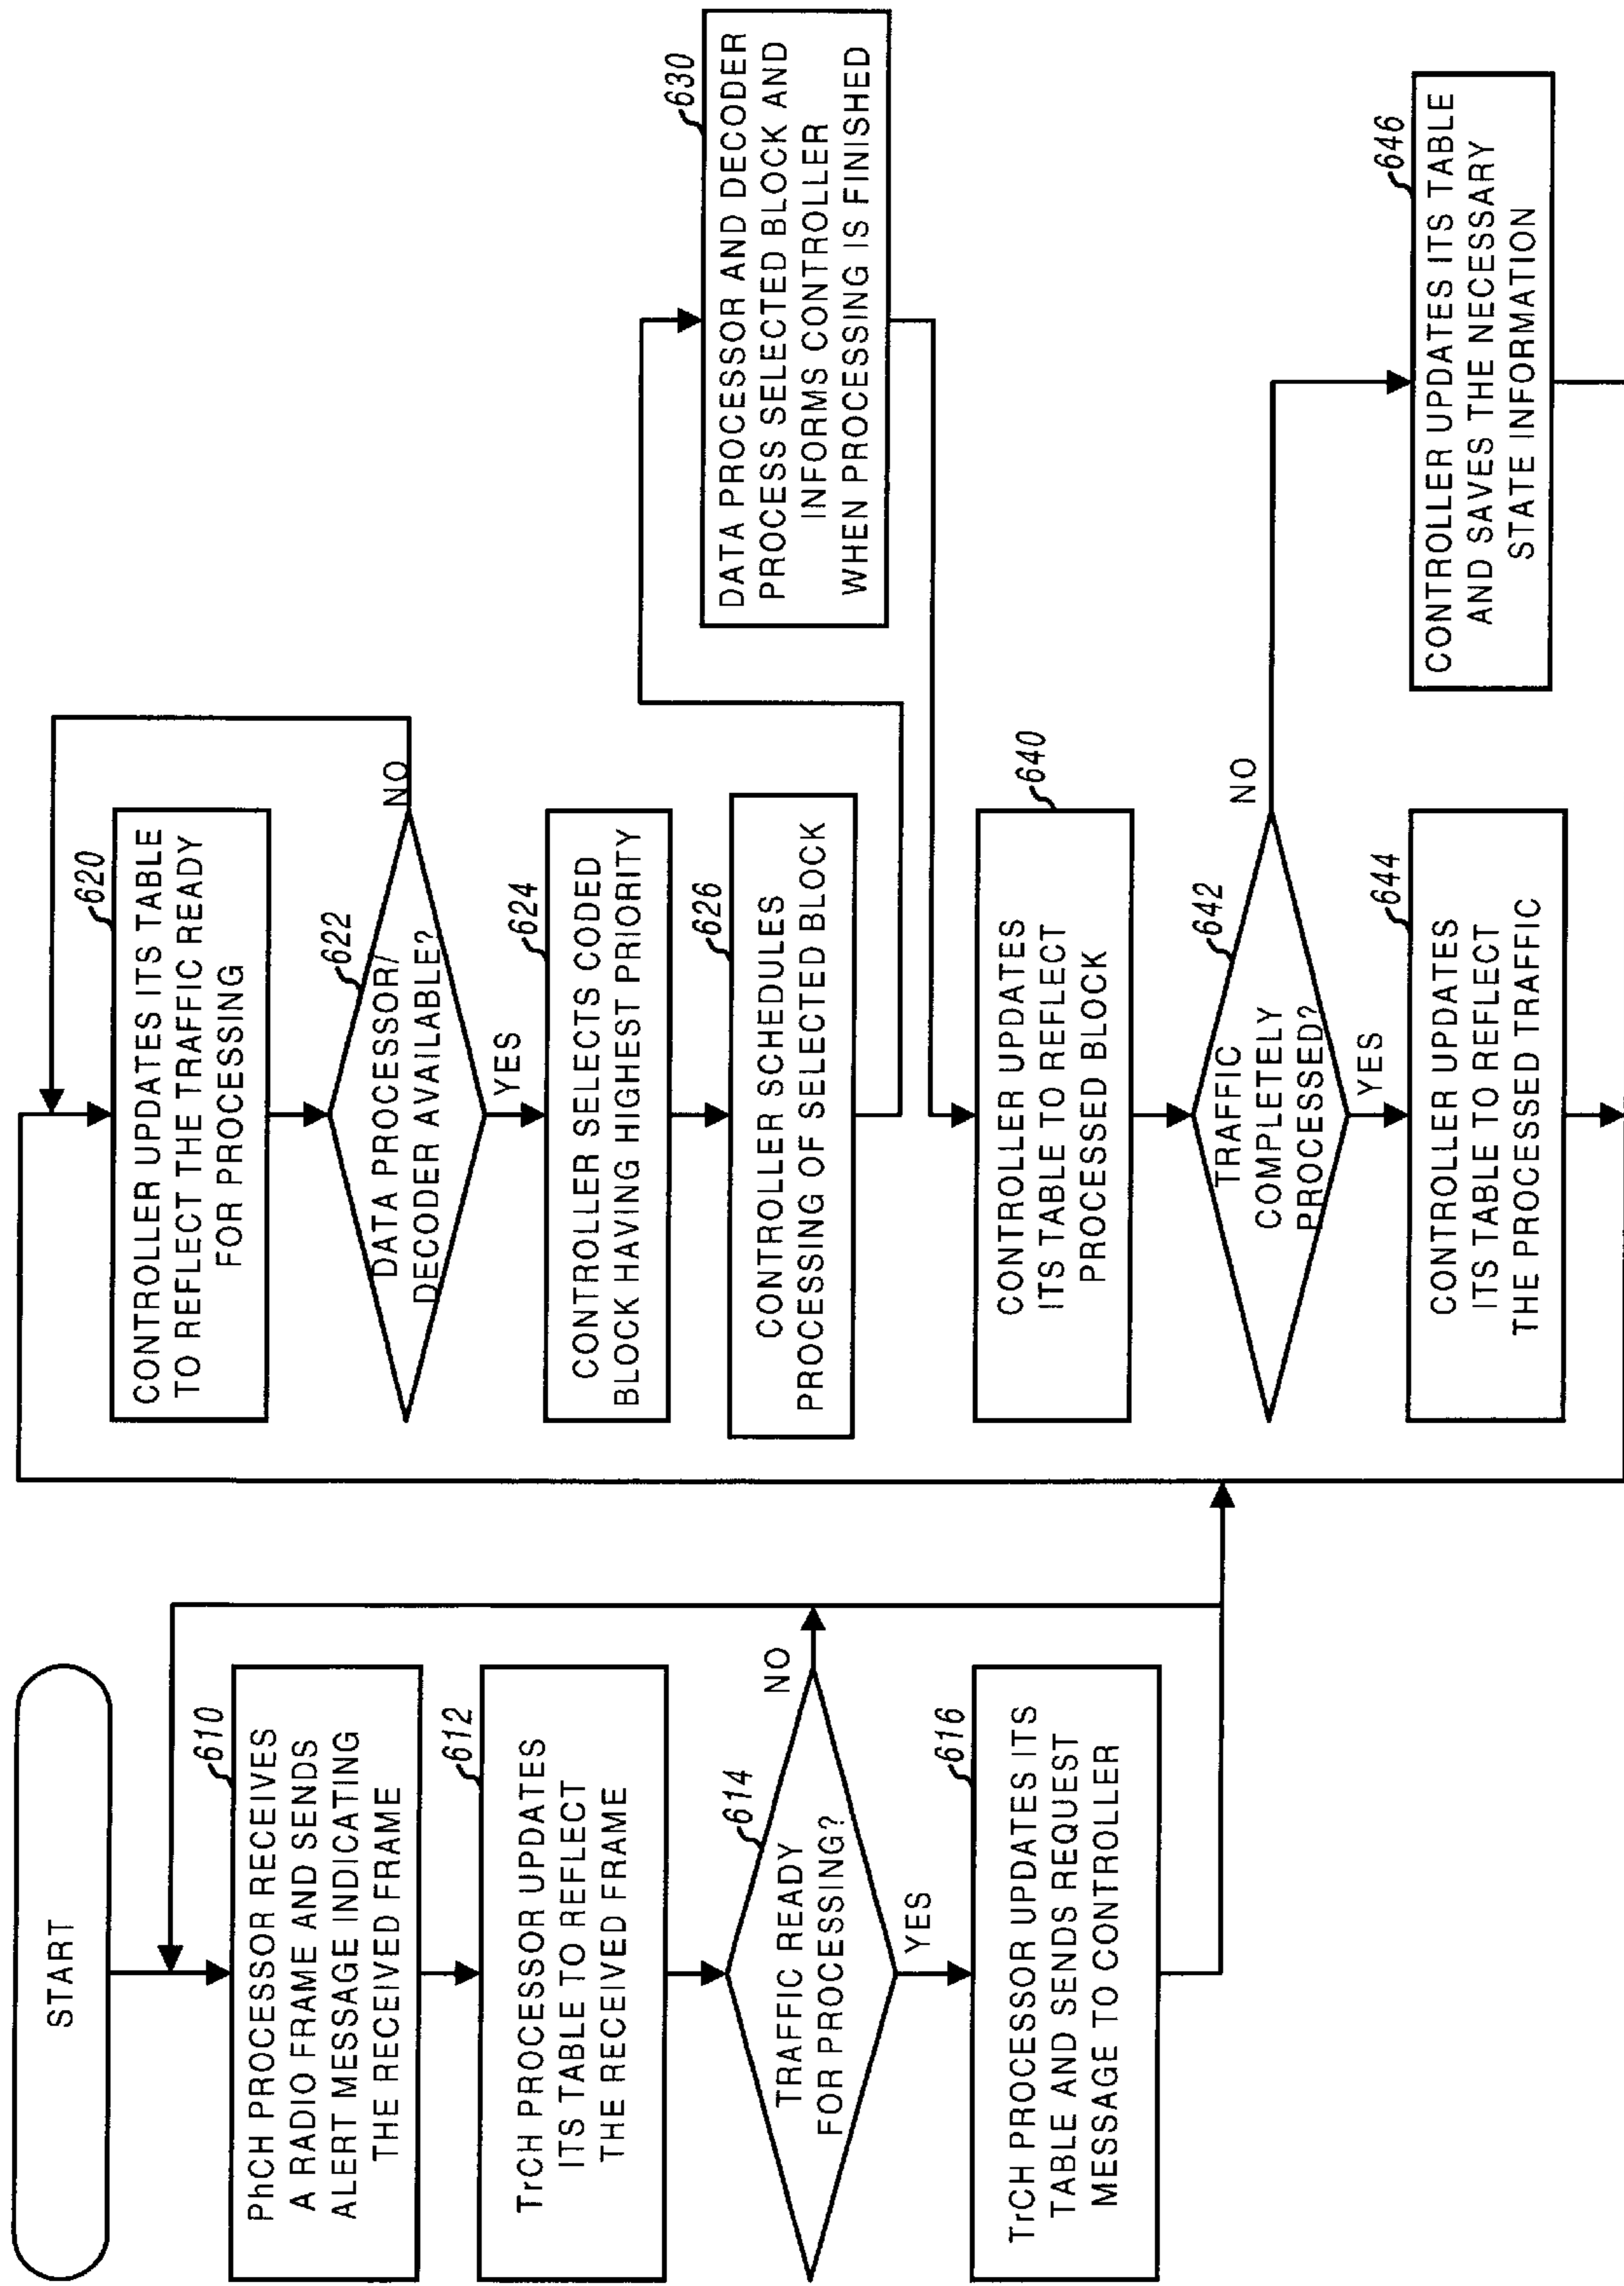 START
610
PhCH PROCESSOR RECEIVES
A RADIO FRAME AND SENDS
ALERT MESSAGE INDICATING
THE RECEIVED FRAME
612
TrCH PROCESSOR UPDATES
ITS TABLE TO REFLECT
THE RECEIVED FRAME
614
TRAFFIC READY
FOR PROCESSING?
NO
YES
616
TrCH PROCESSOR UPDATES ITS
TABLE AND SENDS REQUEST
MESSAGE TO CONTROLLER
620
CONTROLLER UPDATES ITS TABLE
TO REFLECT THE TRAFFIC READY
FOR PROCESSING
622
DATA PROCESSOR/
DECODER AVAILABLE?
NO
YES
624
CONTROLLER SELECTS CODED
BLOCK HAVING HIGHEST PRIORITY
626
CONTROLLER SCHEDULES
PROCESSING OF SELECTED BLOCK
630
DATA PROCESSOR AND DECODER
PROCESS SELECTED BLOCK AND
INFORMS CONTROLLER
WHEN PROCESSING IS FINISHED
640
CONTROLLER UPDATES
ITS TABLE TO REFLECT
PROCESSED BLOCK
642
TRAFFIC
COMPLETELY
PROCESSED?
NO
YES
644
CONTROLLER UPDATES
ITS TABLE TO REFLECT
THE PROCESSED TRAFFIC
646
CONTROLLER UPDATES ITS TABLE
AND SAVES THE NECESSARY
STATE INFORMATION